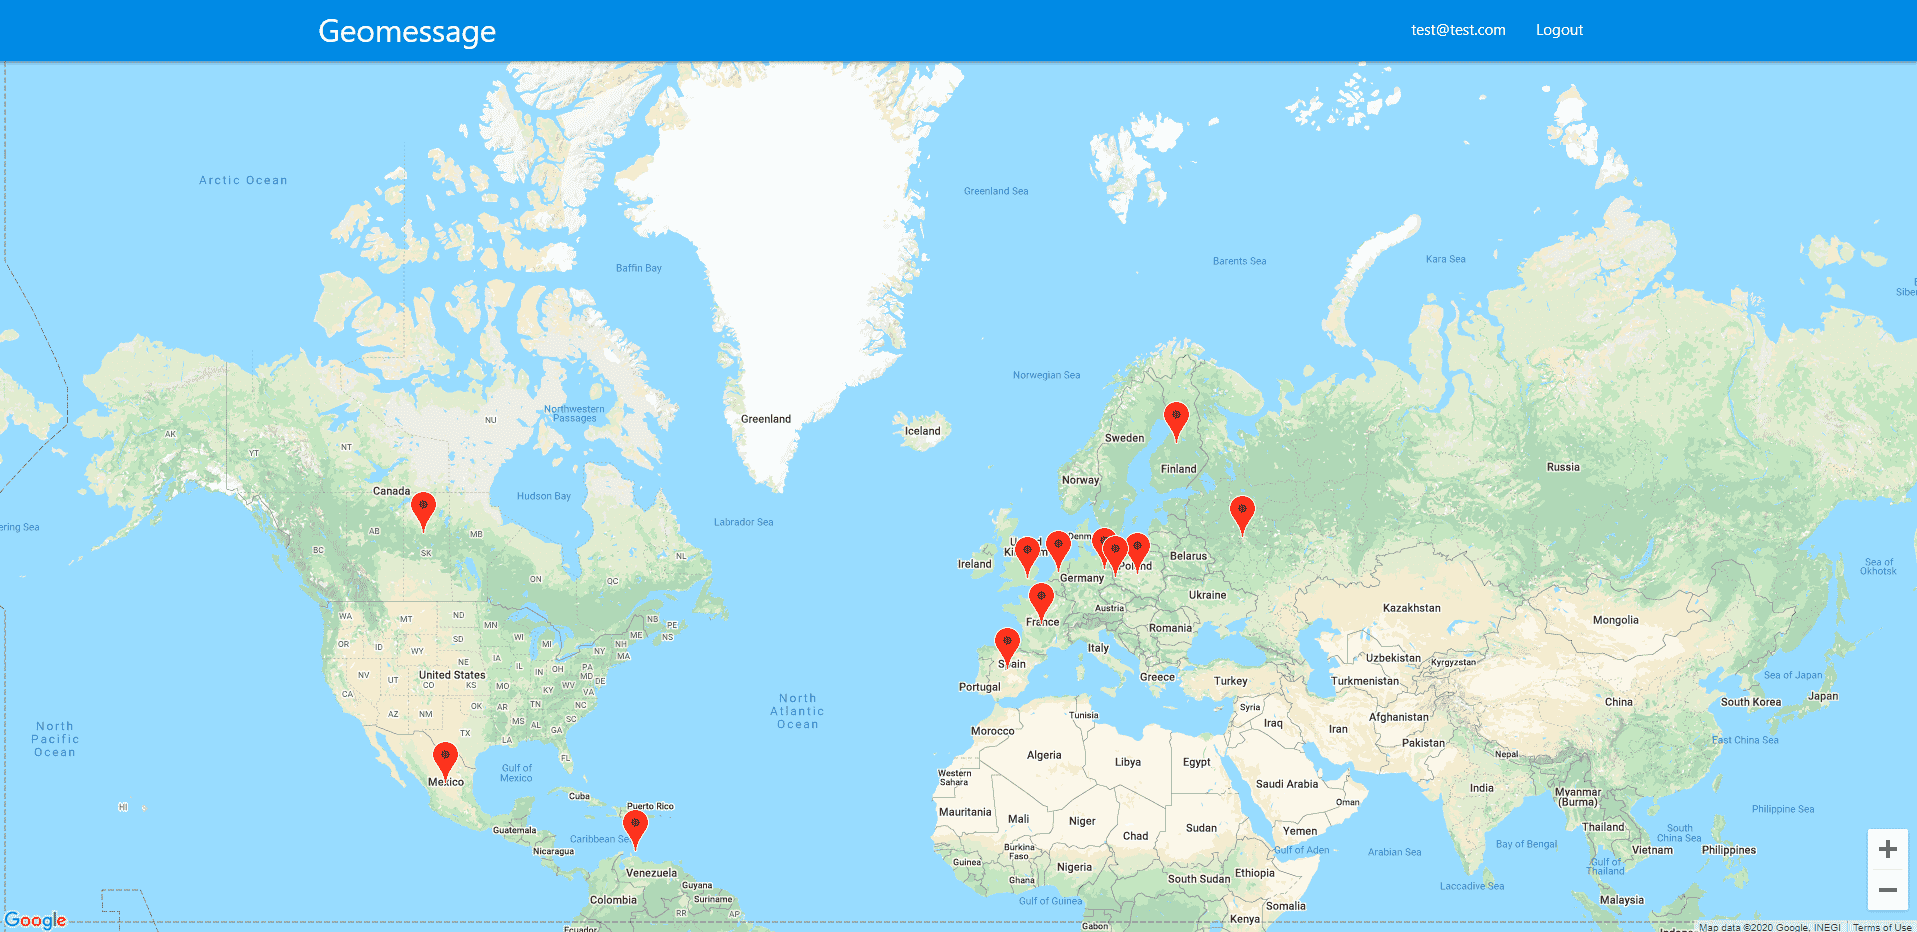 Geomessage
test@test.com
Logout
Arctic Ocean
Greenland Sea
Baffin Bay
Barents Sea
Kara Sea
Norwegian Sea
Northwestern
Passages
NU
Greenland
Iceland
AK
YT
NT
Sweden
Finland
Russia
Norway
Canada
Hudson Bay
Labrador Sea
ering Sea
AB
MB
SK
BC
ON
QC
NL
Ireland
Germany
Poland
Belarus
Ukraine
Austria
France
Romania
Italy
Spain
Portugal
Greece
Turkey
Kazakhstan
Mongolia
Uzbekistan
Kyrgyzstan
Turkmenistan
Sea of
Okhotsk
Sea of Japan
Japan
South Korea
China
East China Sea
WA
MT
ND
OR
ID
SD
WY
MN
WI
MI
NB
PE
NS
ME
NH
NY
MA
NE
IA
IL
IN
OH
PA
RI
MD
DE
NV
UT
CO
KS
MO
WV
KY
VA
CA
United States
AZ
NM
OK
AR
TN
NC
SC
MS
AL
GA
TX
LA
FL
North
Pacific
Ocean
North
Atlantic
Ocean
HI
Gulf of
Mexico
Mexico
Cuba
Puerto Rico
Guatemala
Caribbean Sea
Nicaragua
Venezuela
Guyana
Suriname
Colombia
RR
AP
Ecuador
Tunisia
Morocco
Algeria
Libya
Egypt
Western
Sahara
Mauritania
Mali
Niger
Chad
Sudan
Burkina
Faso
Guinea
Ghana
Nigeria
South Sudan
Ethiopia
Gulf of Guinea
Gabon
Kenya
Somalia
Syria
Iraq
Iran
Afghanistan
Pakistan
Saudi Arabia
Oman
Yemen
Gulf of Aden
Arabian Sea
Nepal
India
Myanmar
(Burma)
Bay of Bengal
Laccadive Sea
Thailand
Gulf of
Thailand
Vietnam
South
China Sea
Philippines
Philippine Sea
Malaysia
Google
Map data ©2020 Google, INEGI
Terms of Use